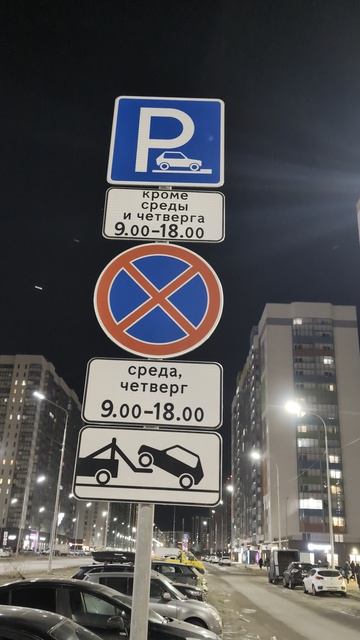 P
кроме
среды
и четверга
9.00-18.00
среда,
четверг
9.00-18.00